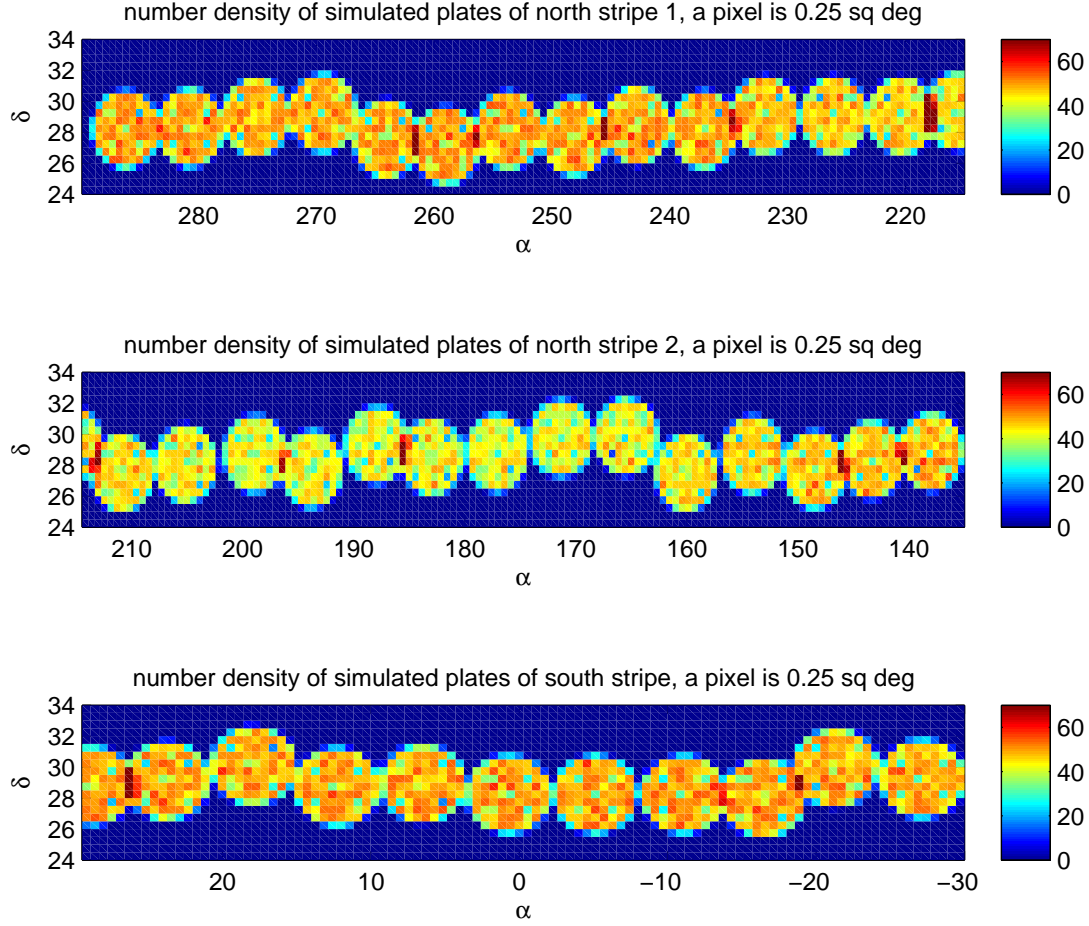 number density of simulated plates of north stripe 1, a pixel is 0.25 sq deg
34
32
30
28
26
24
δ
280 270 260 250 240 230 220
α
60
40
20
0
number density of simulated plates of north stripe 2, a pixel is 0.25 sq deg
34
32
30
28
26
24
δ
210 200 190 180 170 160 150 140
α
60
40
20
0
number density of simulated plates of south stripe, a pixel is 0.25 sq deg
34
32
30
28
26
24
δ
20 10 0 −10 −20 −30
α
60
40
20
0